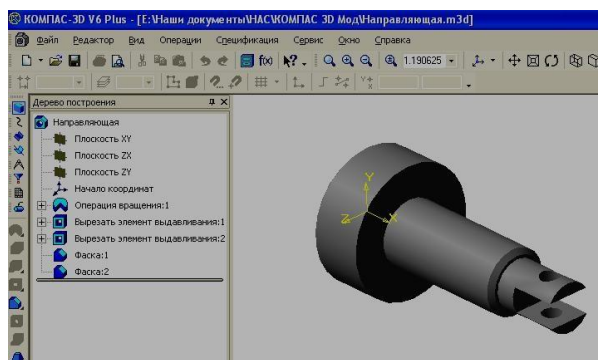 КОМПАС-3D V6 Plus - [E:\Наши документы\НАС\КОМПАС 3D Мод\Направляющая.m3d]
Файл Редактор Вид Операции Спецификация Сервис Окно Справка
f(x) 1.190625
Дерево построения
Направляющая
Плоскость XY
Плоскость ZX
Плоскость ZY
Начало координат
Операция вращения:1
Вырезать элемент выдавливания:1
Вырезать элемент выдавливания:2
Фаска:1
Фаска:2
Y
Z X